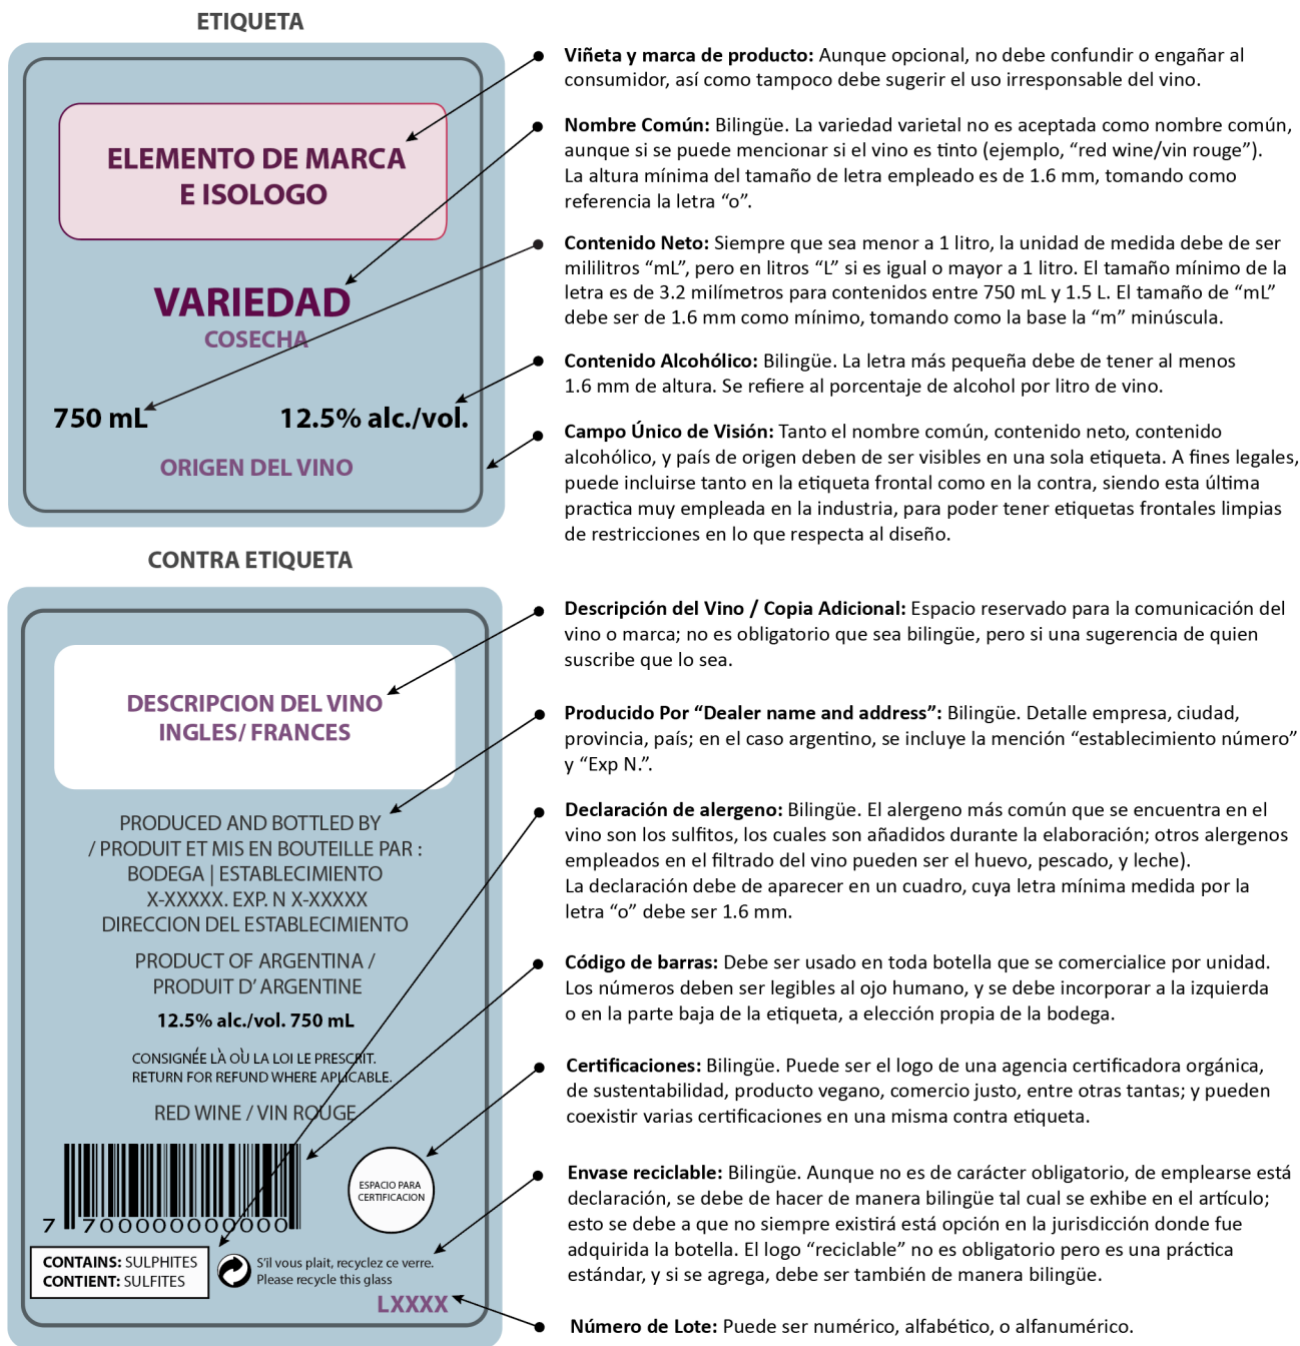 ETIQUETA
ELEMENTO DE MARCA
E ISOLOGO
VARIEDAD
COSECHA
750 mL
12.5% alc./vol.
ORIGEN DEL VINO
Viñeta y marca de producto: Aunque opcional, no debe confundir o engañar al
consumidor, así como tampoco debe sugerir el uso irresponsable del vino.
Nombre Común: Bilingüe. La variedad varietal no es aceptada como nombre común,
aunque si se puede mencionar si el vino es tinto (ejemplo, “red wine/vin rouge”).
La altura mínima del tamaño de letra empleado es de 1.6 mm, tomando como
referencia la letra “o”.
Contenido Neto: Siempre que sea menor a 1 litro, la unidad de medida debe de ser
mililitros “mL”, pero en litros “L” si es igual o mayor a 1 litro. El tamaño mínimo de la
letra es de 3.2 milímetros para contenidos entre 750 mL y 1.5 L. El tamaño de “mL”
debe ser de 1.6 mm como mínimo, tomando como la base la “m” minúscula.
Contenido Alcohólico: Bilingüe. La letra más pequeña debe de tener al menos
1.6 mm de altura. Se refiere al porcentaje de alcohol por litro de vino.
Campo Único de Visión: Tanto el nombre común, contenido neto, contenido
alcohólico, y país de origen deben de ser visibles en una sola etiqueta. A fines legales,
puede incluirse tanto en la etiqueta frontal como en la contra, siendo esta última
practica muy empleada en la industria, para poder tener etiquetas frontales limpias
de restricciones en lo que respecta al diseño.
CONTRA ETIQUETA
DESCRIPCION DEL VINO
INGLES/ FRANCES
PRODUCED AND BOTTLED BY
/ PRODUIT ET MIS EN BOUTEILLE PAR :
BODEGA | ESTABLECIMIENTO
X-XXXXX. EXP. N X-XXXXX
DIRECCION DEL ESTABLECIMIENTO
PRODUCT OF ARGENTINA /
PRODUIT D’ ARGENTINE
12.5% alc./vol. 750 mL
CONSIGNÉE LÀ OÙ LA LOI LE PRESCRIT.
RETURN FOR REFUND WHERE APLICABLE.
RED WINE / VIN ROUGE
7 70000000000
ESPACIO PARA
CERTIFICACION
CONTAINS: SULPHITES
CONTIENT: SULFITES
S’il vous plait, recyclez ce verre.
Please recycle this glass
LXXXX
Descripción del Vino / Copia Adicional: Espacio reservado para la comunicación del
vino o marca; no es obligatorio que sea bilingüe, pero si una sugerencia de quien
suscribe que lo sea.
Producido Por “Dealer name and address”: Bilingüe. Detalle empresa, ciudad,
provincia, país; en el caso argentino, se incluye la mención “establecimiento número”
y “Exp N.”.
Declaración de alergeno: Bilingüe. El alergeno más común que se encuentra en el
vino son los sulfitos, los cuales son añadidos durante la elaboración; otros alergenos
empleados en el filtrado del vino pueden ser el huevo, pescado, y leche).
La declaración debe de aparecer en un cuadro, cuya letra mínima medida por la
letra “o” debe ser 1.6 mm.
Código de barras: Debe ser usado en toda botella que se comercialice por unidad.
Los números deben ser legibles al ojo humano, y se debe incorporar a la izquierda
o en la parte baja de la etiqueta, a elección propia de la bodega.
Certificaciones: Bilingüe. Puede ser el logo de una agencia certificadora orgánica,
de sustentabilidad, producto vegano, comercio justo, entre otras tantas; y pueden
coexistir varias certificaciones en una misma contra etiqueta.
Envase reciclable: Bilingüe. Aunque no es de carácter obligatorio, de emplearse está
declaración, se debe de hacer de manera bilingüe tal cual se exhibe en el artículo;
esto se debe a que no siempre existirá está opción en la jurisdicción donde fue
adquirida la botella. El logo “reciclable” no es obligatorio pero es una práctica
estándar, y si se agrega, debe ser también de manera bilingüe.
Número de Lote: Puede ser numérico, alfabético, o alfanumérico.